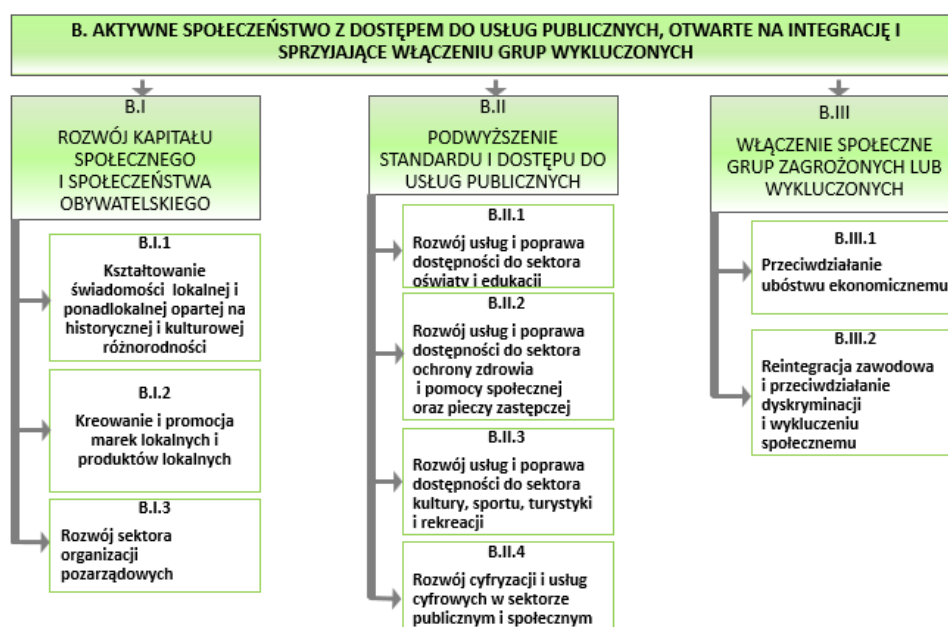 B. AKTYWNE SPOŁECZEŃSTWO Z DOSTĘPEM DO USŁUG PUBLICZNYCH, OTWARTE NA INTEGRACJĘ I
SPRZYJAJĄCE WŁĄCZENIU GRUP WYKLUCZONYCH
B.I
ROZWÓJ KAPITAŁU
SPOŁECZNEGO
I SPOŁECZEŃSTWA
OBYWATELSKIEGO
B.I.1
Kształtowanie
świadomości lokalnej i
ponadlokalnej opartej na
historycznej i kulturowej
różnorodności
B.I.2
Kreowanie i promocja
marek lokalnych i
produktów lokalnych
B.I.3
Rozwój sektora
organizacji
pozarządowych
B.II
PODWYŻSZENIE
STANDARDU I DOSTĘPU DO
USŁUG PUBLICZNYCH
B.II.1
Rozwój usług i poprawa
dostępności do sektora
oświaty i edukacji
B.II.2
Rozwój usług i poprawa
dostępności do sektora
ochrony zdrowia
i pomocy społecznej
oraz pieczy zastępczej
B.II.3
Rozwój usług i poprawa
dostępności do sektora
kultury, sportu, turystyki
i rekreacji
B.II.4
Rozwój cyfryzacji i usług
cyfrowych w sektorze
publicznym i społecznym
B.III
WŁĄCZENIE SPOŁECZNE
GRUP ZAGROŻONYCH LUB
WYKLUCZONYCH
B.III.1
Przeciwdziałanie
ubóstwu ekonomicznemu
B.III.2
Reintegracja zawodowa
i przeciwdziałanie
dyskryminacji
i wykluczeniu
społecznemu